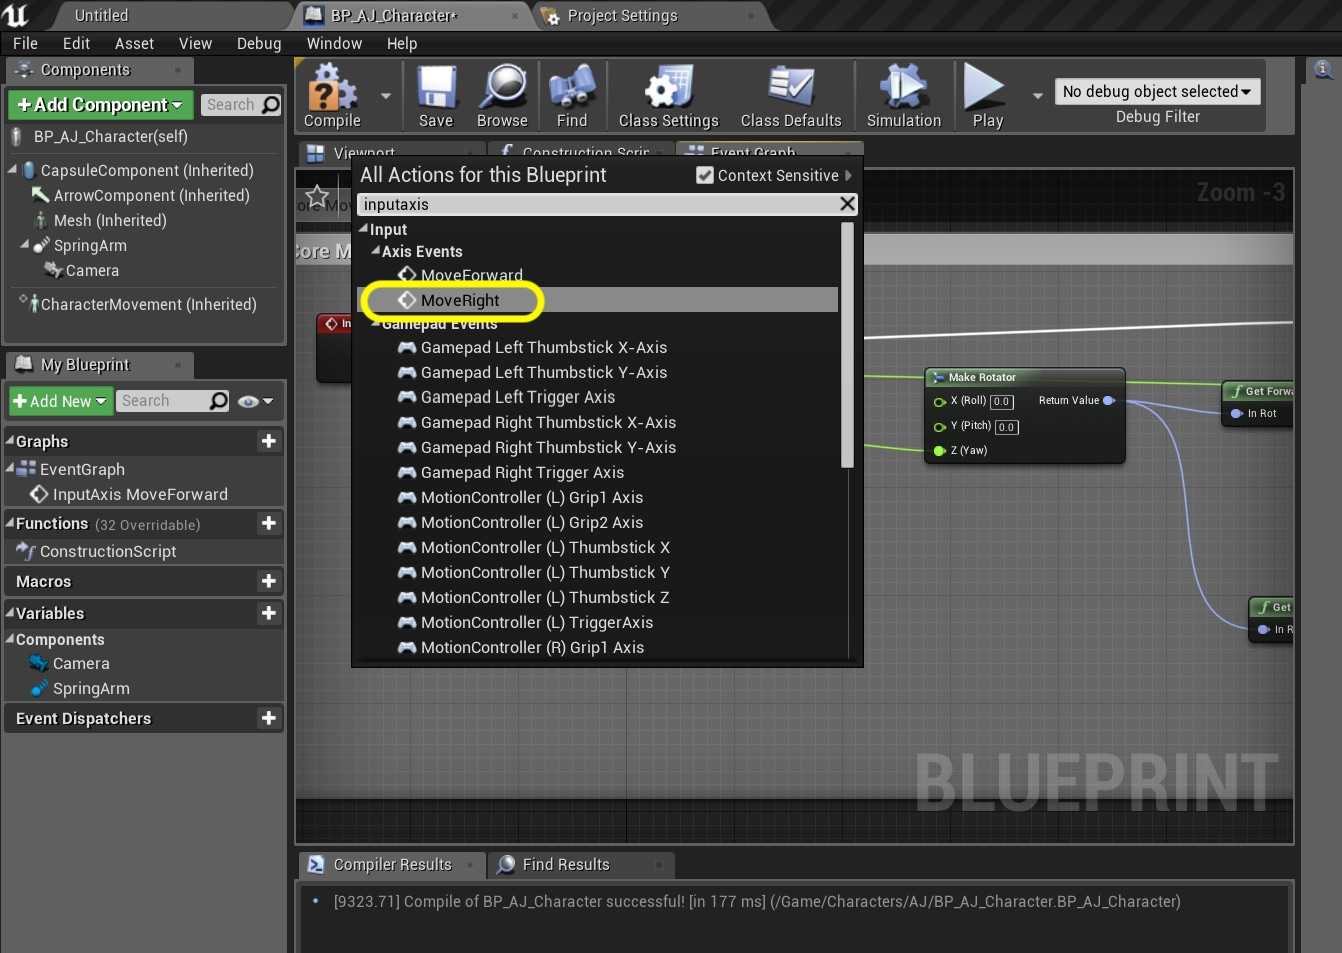 Untitled
BP_AJ_Character*
Project Settings
File Edit Asset View Debug Window Help
Components
+Add Component
Search
BP_AJ_Character(self)
CapsuleComponent (Inherited)
ArrowComponent (Inherited)
Mesh (Inherited)
SpringArm
Camera
CharacterMovement (Inherited)
My Blueprint
+Add New
Search
Graphs
EventGraph
InputAxis MoveForward
Functions (32 Overridable)
ConstructionScript
Macros
Variables
Components
Camera
SpringArm
Event Dispatchers
Compile
Save
Browse
Find
Class Settings
Class Defaults
Simulation
Play
No debug object selected
Debug Filter
Viewport
Construction Scrip
Event Graph
Zoom -3
Core M
In
All Actions for this Blueprint
Context Sensitive
inputaxis
Input
Axis Events
MoveForward
MoveRight
Gamepad Events
Gamepad Left Thumbstick X-Axis
Gamepad Left Thumbstick Y-Axis
Gamepad Left Trigger Axis
Gamepad Right Thumbstick X-Axis
Gamepad Right Thumbstick Y-Axis
Gamepad Right Trigger Axis
MotionController (L) Grip1 Axis
MotionController (L) Grip2 Axis
MotionController (L) Thumbstick X
MotionController (L) Thumbstick Y
MotionController (L) Thumbstick Z
MotionController (L) TriggerAxis
MotionController (R) Grip1 Axis
Make Rotator
X (Roll) 0.0
Return Value
Y (Pitch) 0.0
Z (Yaw)
f Get Forwa
In Rot
f Get
In R
BLUEPRINT
Compiler Results
Find Results
[9323.71] Compile of BP_AJ_Character successful! [in 177 ms] (/Game/Characters/AJ/BP_AJ_Character.BP_AJ_Character)